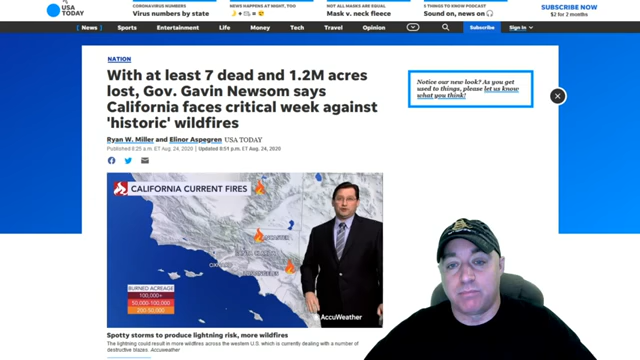 USA
TODAY
CORONAVIRUS NUMBERS
Virus numbers by state
NEWS HAPPENS AT NIGHT, TOO
NOT ALL MASKS ARE EQUAL
Mask v. neck fleece
5 THINGS TO KNOW PODCAST
Sound on, news on
SUBSCRIBE NOW
$2 for 2 months
News
Sports
Entertainment
Life
Money
Tech
Travel
Opinion
Subscribe
Sign in
NATION
With at least 7 dead and 1.2M acres
lost, Gov. Gavin Newsom says
California faces critical week against
'historic' wildfires
Ryan W. Miller and Elinor Aspegren USA TODAY
Published 8:25 a.m. ET Aug. 24, 2020 | Updated 8:51 p.m. ET Aug. 24, 2020
Notice our new look? As you get
used to things, please let us know
what you think!
CALIFORNIA CURRENT FIRES
BURNED ACREAGE
100,000+
50,000-100,000
AccuWeather
Spotty storms to produce lightning risk, more wildfires
The lightning could result in more wildfires across the western U.S. which is currently dealing with a number of
destructive blazes. Accuweather